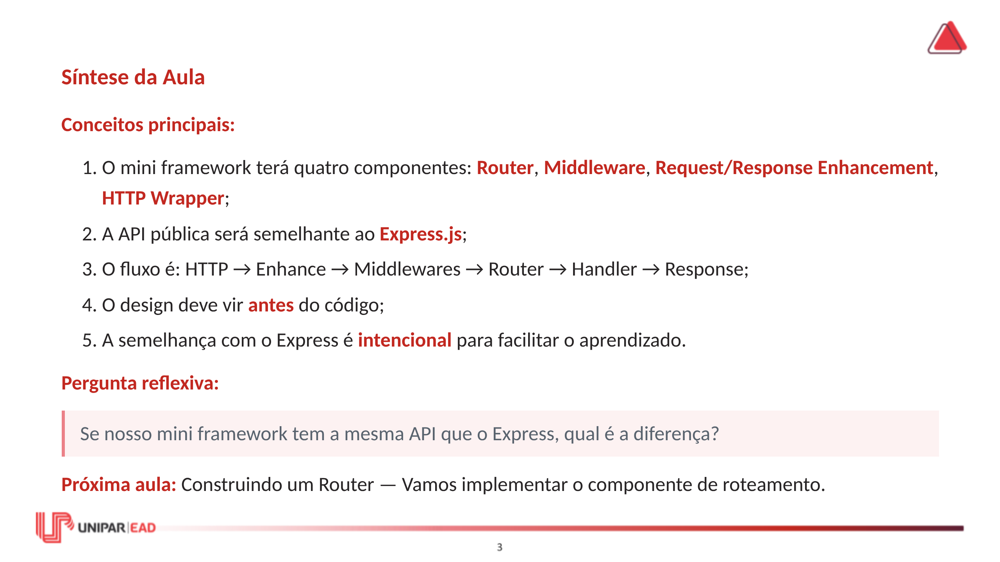 Síntese da Aula
Conceitos principais:
1. O mini framework terá quatro componentes: Router, Middleware, Request/Response Enhancement,
HTTP Wrapper;
2. A API pública será semelhante ao Express.js;
3. O fluxo é: HTTP → Enhance → Middlewares → Router → Handler → Response;
4. O design deve vir antes do código;
5. A semelhança com o Express é intencional para facilitar o aprendizado.
Pergunta reflexiva:
Se nosso mini framework tem a mesma API que o Express, qual é a diferença?
Próxima aula: Construindo um Router — Vamos implementar o componente de roteamento.
UNIPAR|EAD
3